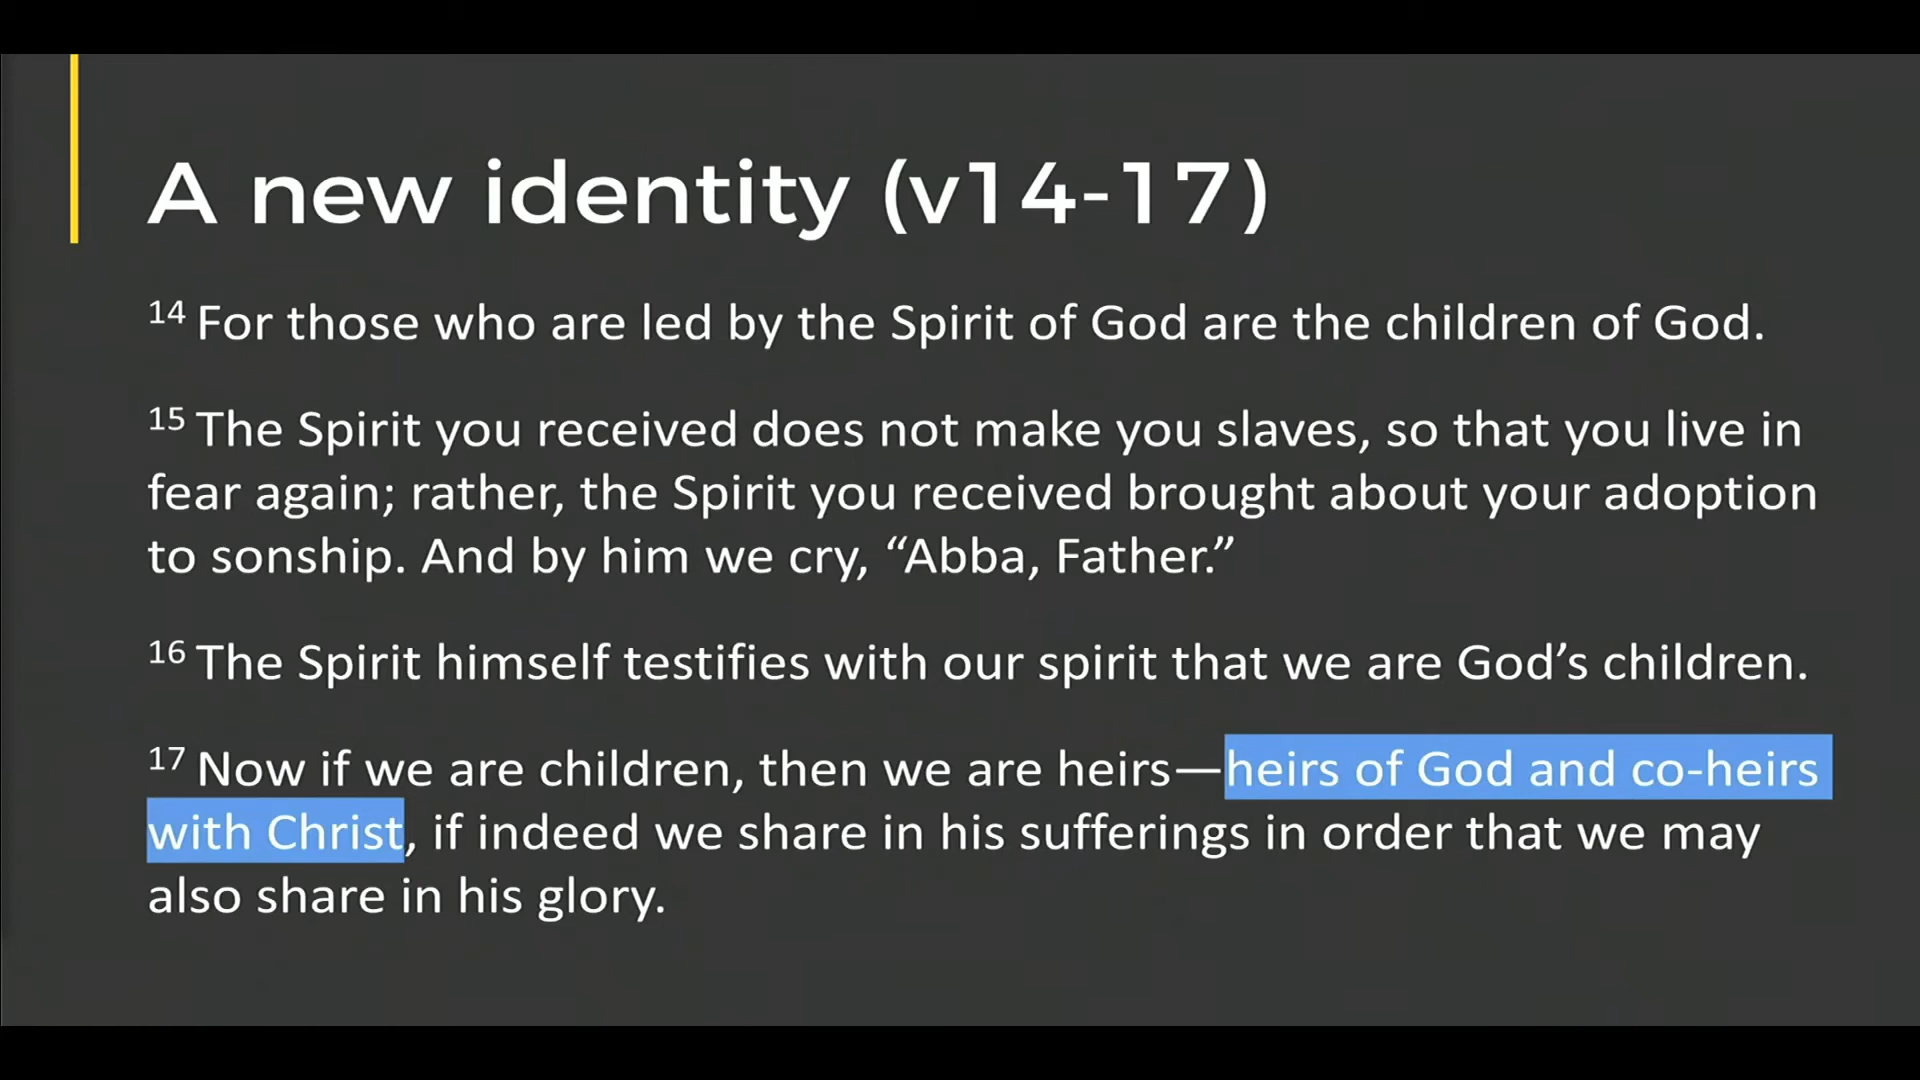 A new identity (v14-17)
14 For those who are led by the Spirit of God are the children of God.
15 The Spirit you received does not make you slaves, so that you live in
fear again; rather, the Spirit you received brought about your adoption
to sonship. And by him we cry, “Abba, Father.”
16 The Spirit himself testifies with our spirit that we are God’s children.
17 Now if we are children, then we are heirs—heirs of God and co-heirs
with Christ, if indeed we share in his sufferings in order that we may
also share in his glory.